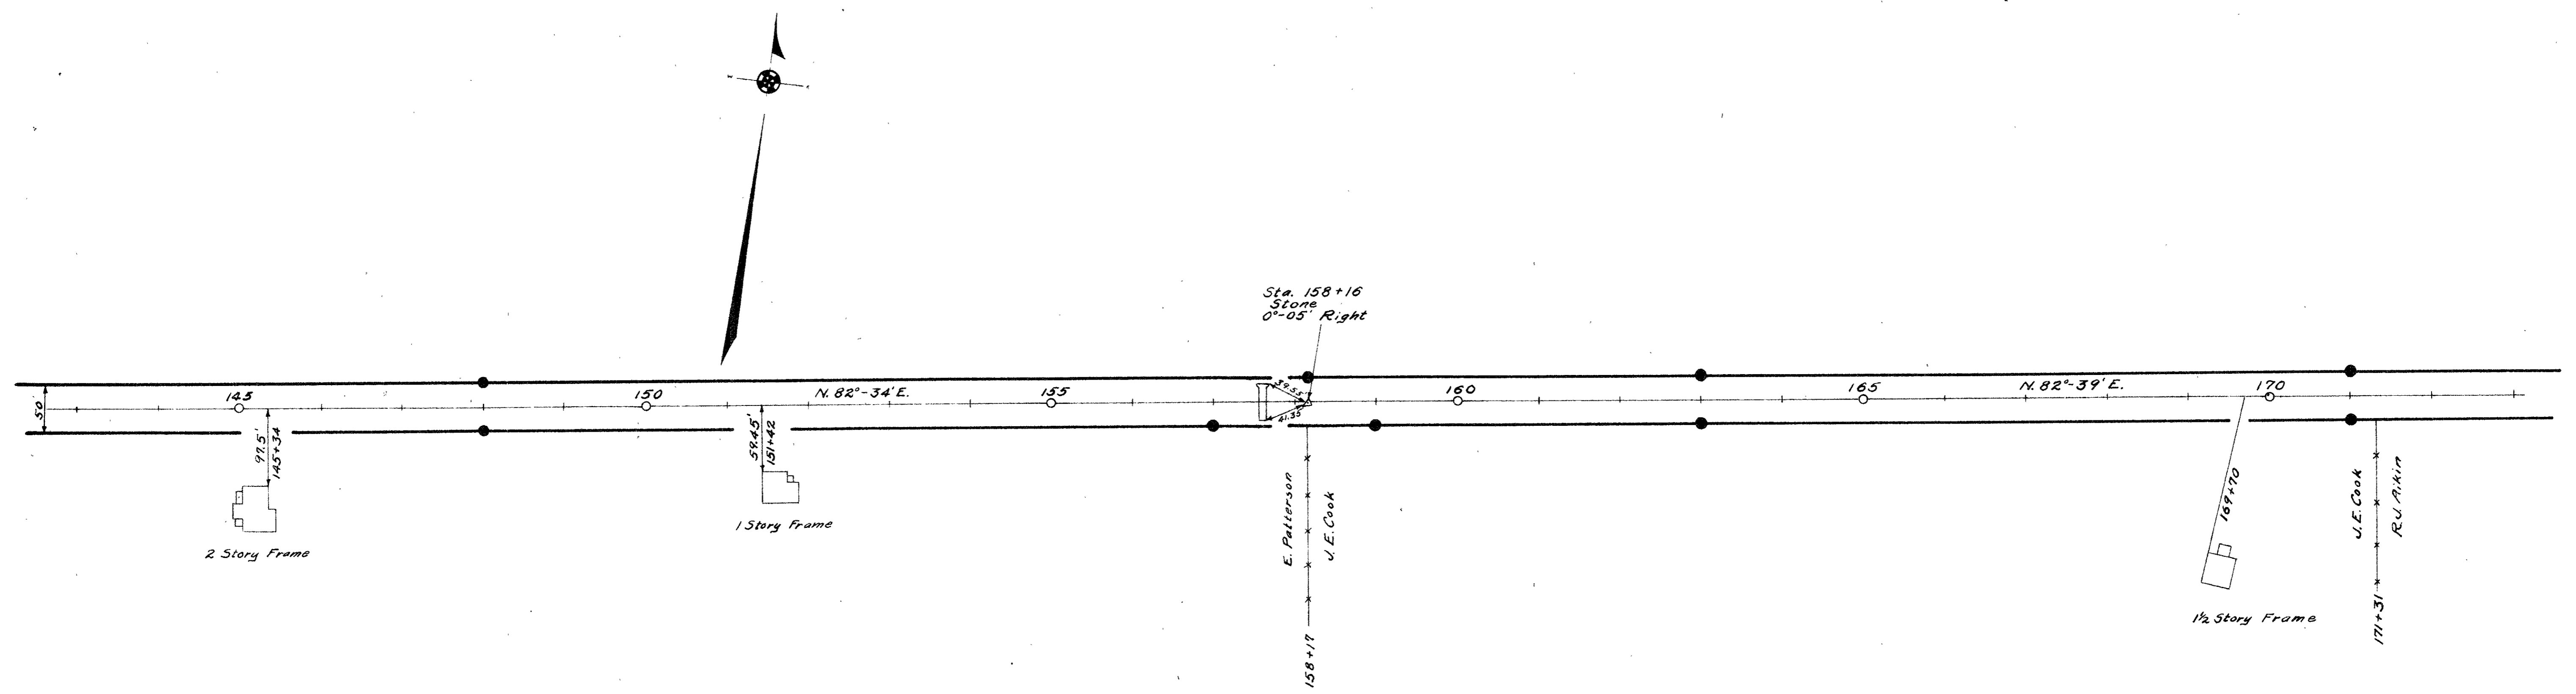 Sta. 158+16
Stone
0°-05' Right
50
145
150
N. 82°-34' E.
155
39.55
41.35
160
165
N. 82°-39' E.
170
97.5'
145+34
59.45'
151+42
2 Story Frame
1 Story Frame
E. Patterson
J. E. Cook
158+17
169+70
1½ Story Frame
J. E. Cook
R. J. Aikin
171+31